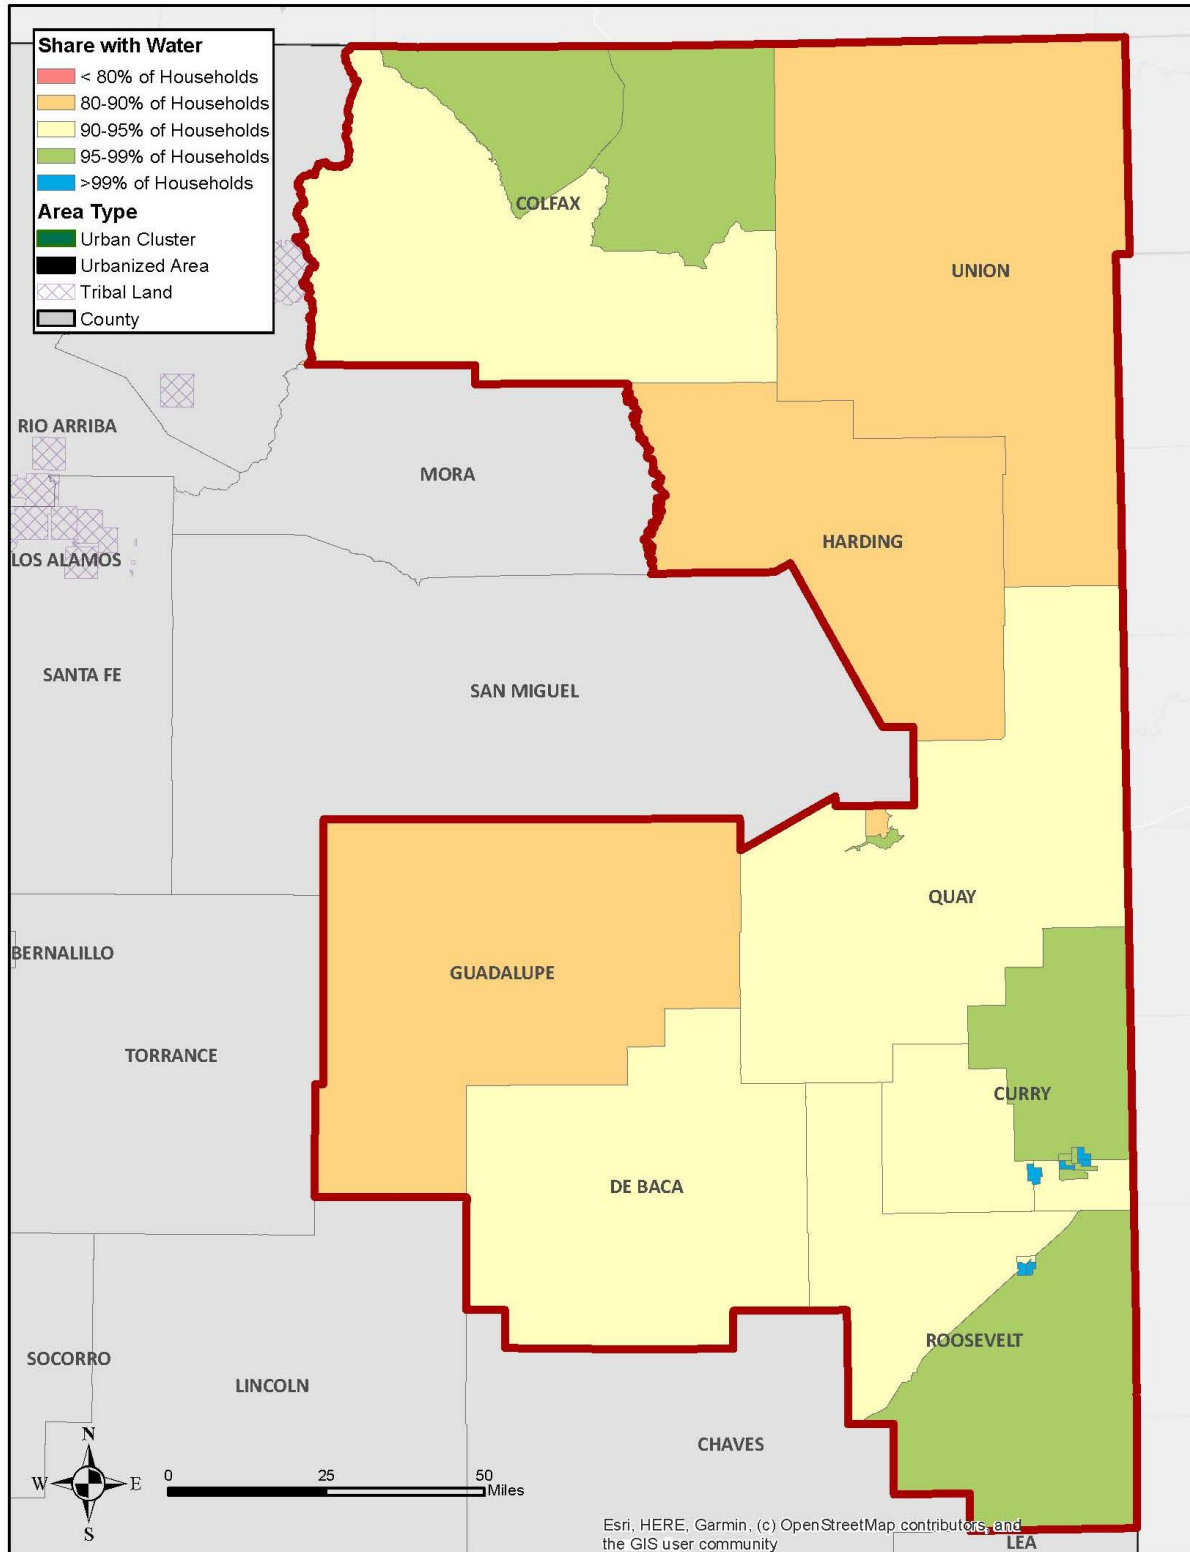 Share with Water
< 80% of Households
80-90% of Households
90-95% of Households
95-99% of Households
>99% of Households
Area Type
Urban Cluster
Urbanized Area
Tribal Land
County
COLFAX
UNION
RIO ARRIBA
MORA
HARDING
LOS ALAMOS
SANTA FE
SAN MIGUEL
QUAY
BERNALILLO
GUADALUPE
TORRANCE
CURRY
DE BACA
ROOSEVELT
SOCORRO
LINCOLN
CHAVES
N
W
E
S
0
25
50
Miles
Esri, HERE, Garmin, (c) OpenStreetMap contributors, and
the GIS user community
LEA